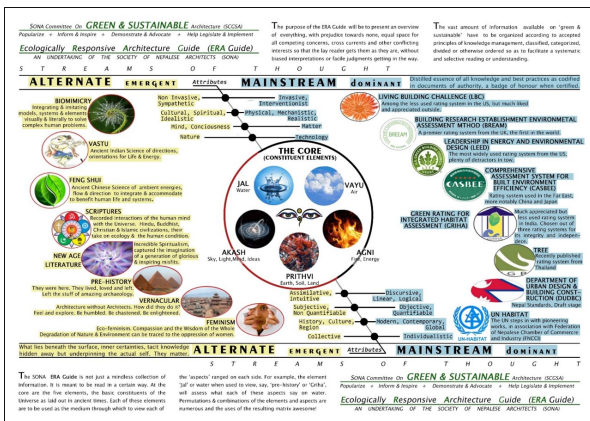 SONA Committee on GREEN & SUSTAINABLE Architecture (SCGSA)
Popularize + Inform & Inspire + Demonstrate & Advocate + Help Legislate & Implement
Ecologically Responsive Architecture Guide (ERA Guide)
AN UNDERTAKING OF THE SOCIETY OF NEPALESE ARCHITECTS (SONA)
The purpose of the ERA Guide will be to present an overview
of everything, with prejudice towards none, equal space for
all competing concerns, cross currents and other conflicting
interests so that the lay reader gets them as they are, without
biased interpretations or facile judgments getting in the way.
The vast amount of information available on 'green &
sustainable' have to be organized according to accepted
principles of knowledge management, classified, categorized,
divided or otherwise ordered so as to facilitate a systematic
and selective reading or understanding.
S T R E A M S O F T H O U G H T
ALTERNATE EMERGENT Attributes MAINSTREAM DOMINANT
Distilled essence of all knowledge and best practices as codified
in documents of authority, a badge of honour when certified.
Non Invasive,
Sympathetic
Invasive,
Interventionist
Cultural, Spiritual,
Idealistic
Physical, Mechanistic,
Realistic
Mind, Conciousness
Matter
Nature
Technology
BIOMIMICRY
Integrating & imitating
models, systems & elements
visually & literally to solve
complex human problems.
VASTU
Ancient Indian Science of directions,
orientations for Life & Energy.
FENG SHUI
Ancient Chinese Science of ambient energies,
flow & direction to integrate & accommodate
to benefit human life and systems.
SCRIPTURES
Recorded interactions of the human mind
with the Universe. Hindu, Buddhist,
Christian & Islamic civilizations, their
take on ecology & the human condition.
NEW AGE
LITERATURE
Incredible Spiritualism,
captured the imagination
of a generation of glorious
& inspiring misfits.
PRE-HISTORY
They were here. They lived, loved and left.
Left the stuff of amazing archaeology.
VERNACULAR
Architecture without Architects. How did they do it?
Feel and explore. Be humbled. Be chastened. Be enlightened.
FEMINISM
Eco-feminism. Compassion and the Wisdom of the Whole.
Degradation of Nature & Environment can be traced to the oppression of women.
THE CORE
(CONSTITUENT ELEMENTS)
JAL
Water
VAYU
Air
AKASH
Sky, Light, Mind, Ideas
AGNI
Fire, Energy
PRITHVI
Earth, Soil, Land
LIVING BUILDING CHALLENGE (LBC)
Among the less used rating system in the US, but much liked
and appreciated outside.
BUILDING RESEARCH ESTABLISHMENT ENVIROMENTAL
ASSESSMENT MTHOD (BREEAM)
A premier rating system from the UK, the first in the world.
BREEAM
LEADERSHIP IN ENERGY AND ENVIRONMENTAL
DESIGN (LEED)
The most widely used rating system from the US,
plenty of detractors in tow.
COMPREHENSIVE
ASSESSMENT SYSTEM FOR
BUILT ENVIRONMENT
EFFICIENCY (CASBEE)
Rating system used in the Far East,
more notably China and Japan
CASBEE
GREEN RATING FOR
INTEGRATED HABITAT
ASSESSMENT (GRIHA)
Much appreciated but
less used rating system
in India. Chosen out of
three rating systems for
its integrity and indepen-
dece.
TREE
Recently published
rating system from
Thailand
DEPARTMENT OF
URBAN DESIGN &
BUILDING CONST-
RUCTION (DUDBC)
Nepal Standards. Draft stage
UN HABITAT
The UN steps in with pioneering
works, in association with Federation
of Nepalese Chamber of Commerce
and Industry (FNCCI)
UN-HABITAT
Assimilative,
intuitive
Discursive,
Linear, Logical
Subjective,
Non Quantifiable
Objective,
Quantifiable
History, Culture,
Region
Modern, Contemporary,
Global
Collective
Individualistic
What lies beneath the surface, inner certainties, tacit knowledge
hidden away but underpinning the actual self. They matter.
ALTERNATE EMERGENT Attributes MAINSTREAM DOMINANT
S T R E A M S O F T H O U G H T
The SONA ERA Guide is not just a mindless collection of
Information. It is meant to be read in a certain way. At the
core are the five elements, the basic constituents of the
Universe as laid out in ancient times. Each of these elements
are to be used as the medium through which to view each of
the 'aspects' ranged on each side. For example, the element
'Jal' or water when used to view, say, 'pre-history' or 'Griha',
will assess what each of these aspects say on water.
Permutations & combinations of the elements and aspects are
numerous and the uses of the resulting matrix awesome!
SONA Committee on GREEN & SUSTAINABLE Architecture (SCGSA)
Popularize + Inform & Inspire + Demonstrate & Advocate + Help Legislate & Implement
Ecologically Responsive Architecture Guide (ERA Guide)
AN UNDERTAKING OF THE SOCIETY OF NEPALESE ARCHITECTS (SONA)